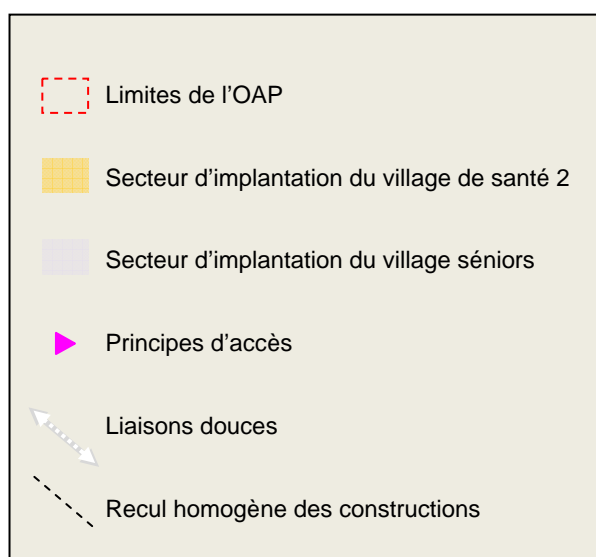 Limites de l’OAP
Secteur d’implantation du village de santé 2
Secteur d’implantation du village séniors
Principes d’accès
Liaisons douces
Recul homogène des constructions